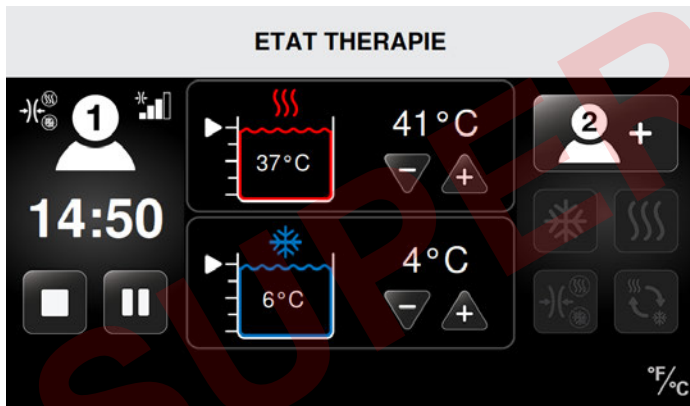 ETAT THERAPIE
1
14:50
37°C
41°C
- +
6°C
4°C
- +
2 +
°F/°C
SUPER